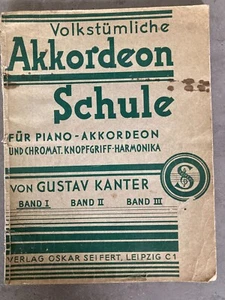 Volkstümliche
Akkordeon
Schule
FÜR PIANO-AKKORDEON
UND CHROMAT. KNOPFGRIFF-HARMONIKA
VON GUSTAV KANTER
BAND I BAND II BAND III
VERLAG OSKAR SEIFERT, LEIPZIG C1